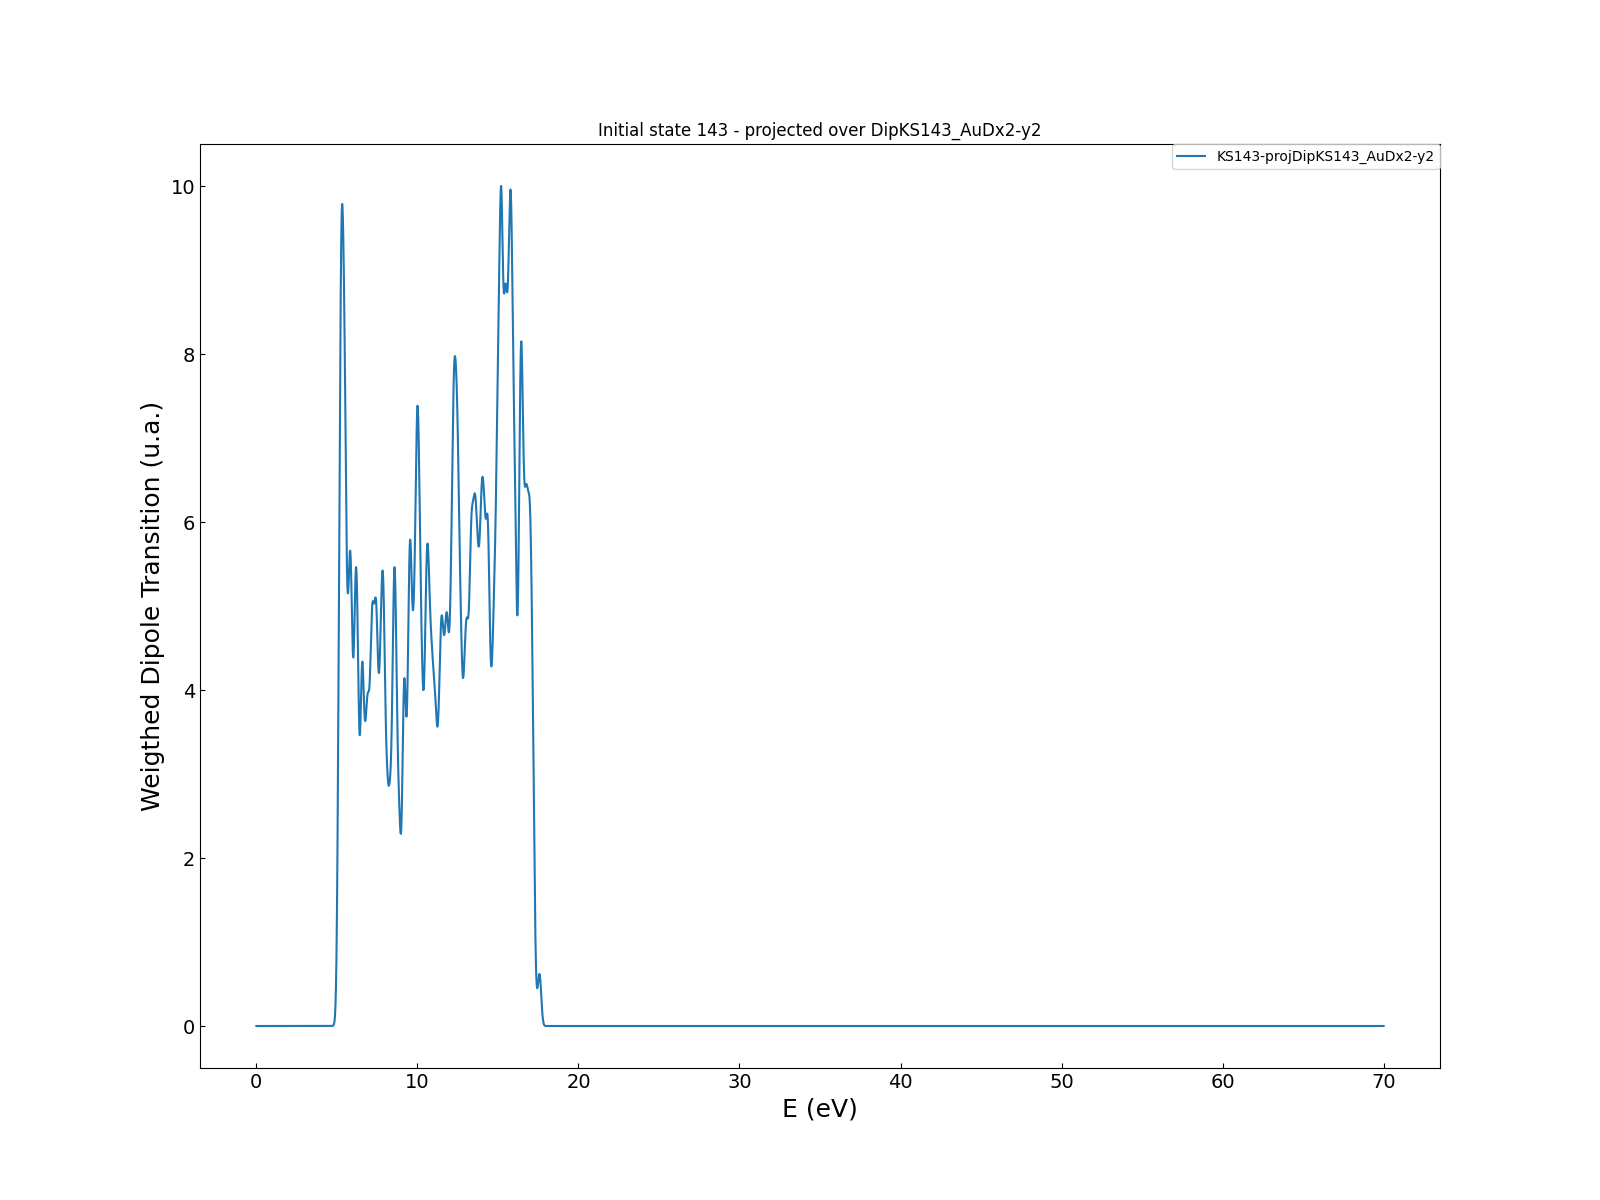 Initial state 143 - projected over DipKS143_AuDx2-y2
KS143-projDipKS143_AuDx2-y2
10
8
6
4
2
0
Weigthed Dipole Transition (u.a.)
0 10 20 30 40 50 60 70
E (eV)